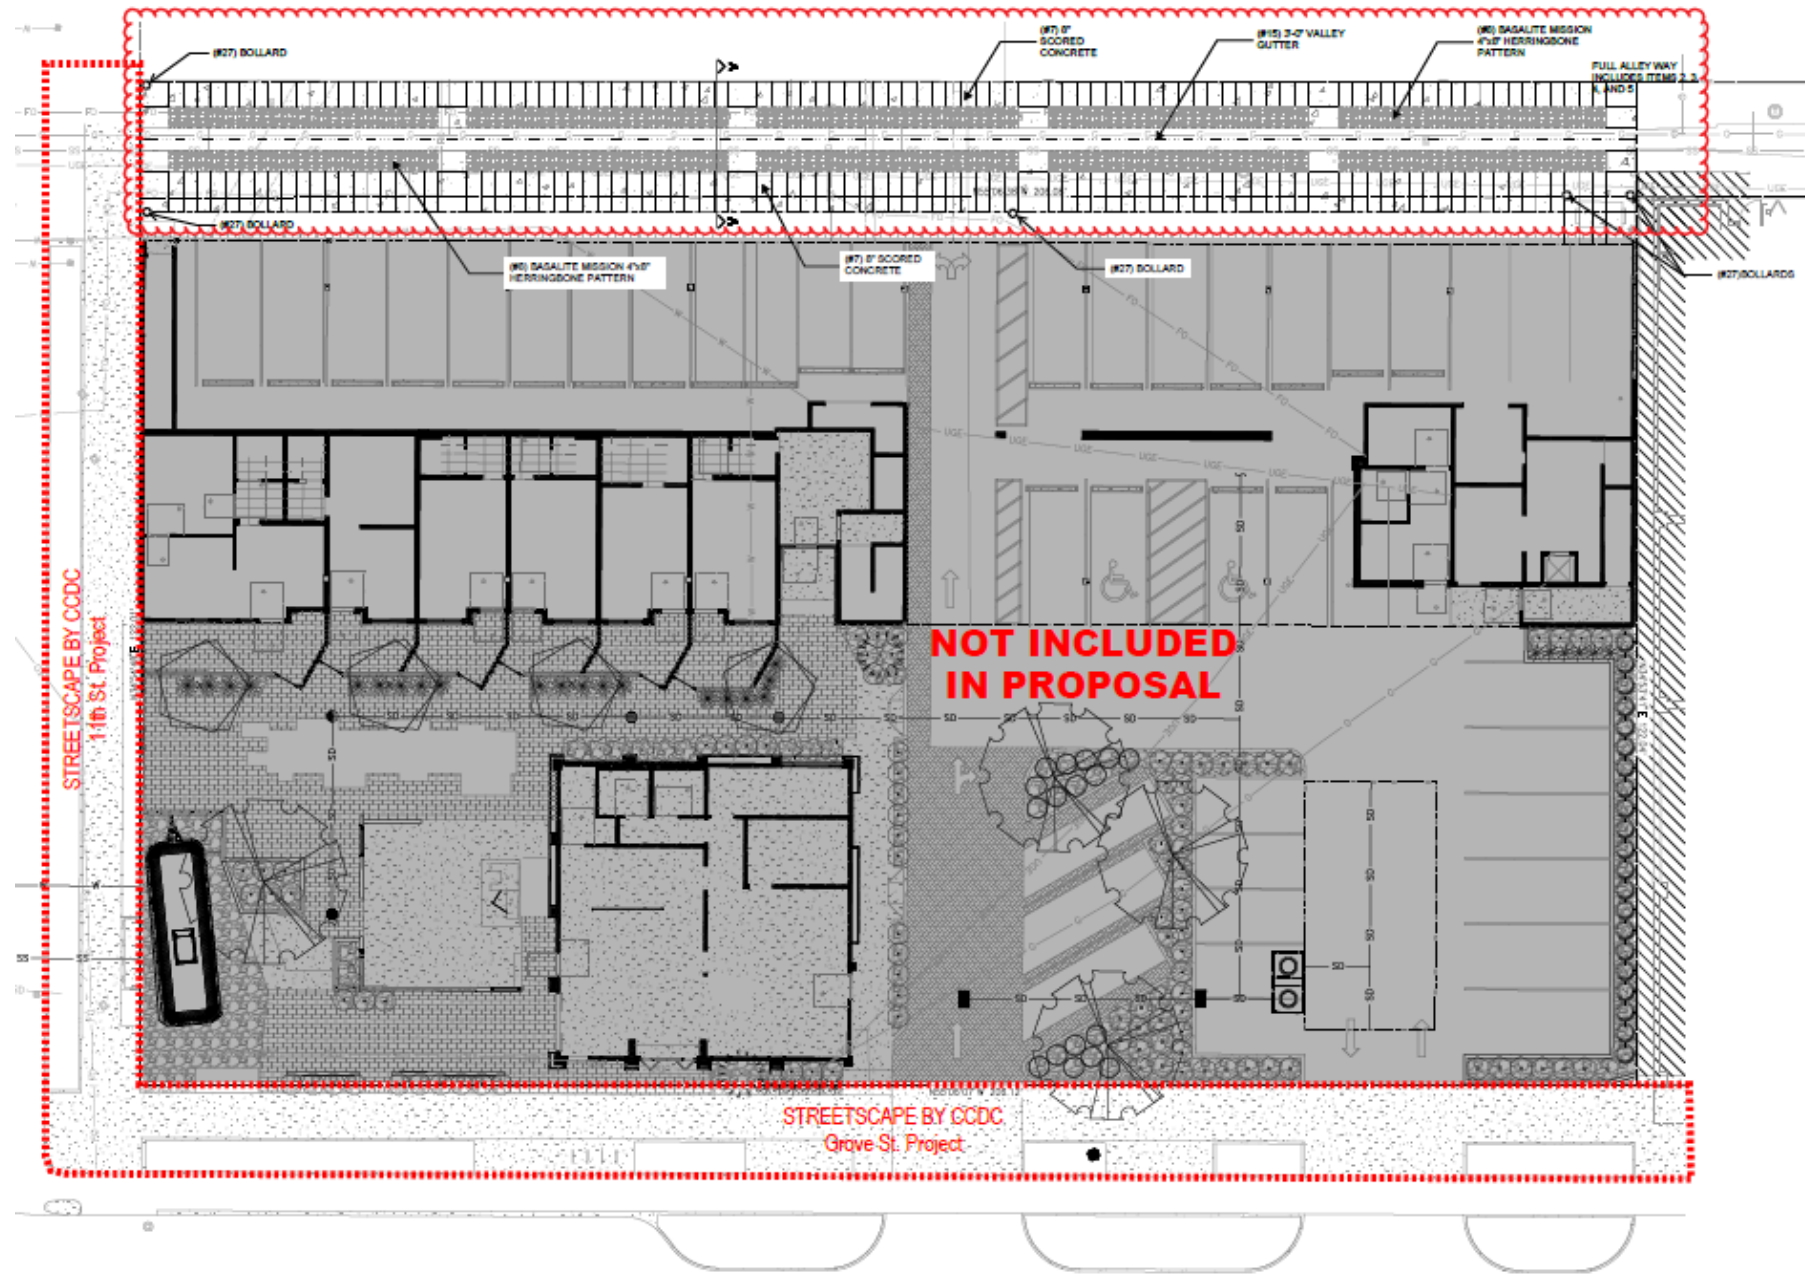 (#27) BOLLARD
(#7) 8"
SCORED
CONCRETE
(#15) 3'-0" VALLEY
GUTTER
(#6) BASALITE MISSION
4"x8" HERRINGBONE
PATTERN
FULL ALLEY WAY
INCLUDES ITEMS 2, 3,
4, AND 5
(#27) BOLLARD
(#6) BASALITE MISSION 4"x8"
HERRINGBONE PATTERN
(#7) 8" SCORED
CONCRETE
(#27) BOLLARD
(#27)BOLLARDS
STREETSCAPE BY CCDC
11th St. Project
NOT INCLUDED
IN PROPOSAL
STREETSCAPE BY CCDC
Grove St. Project